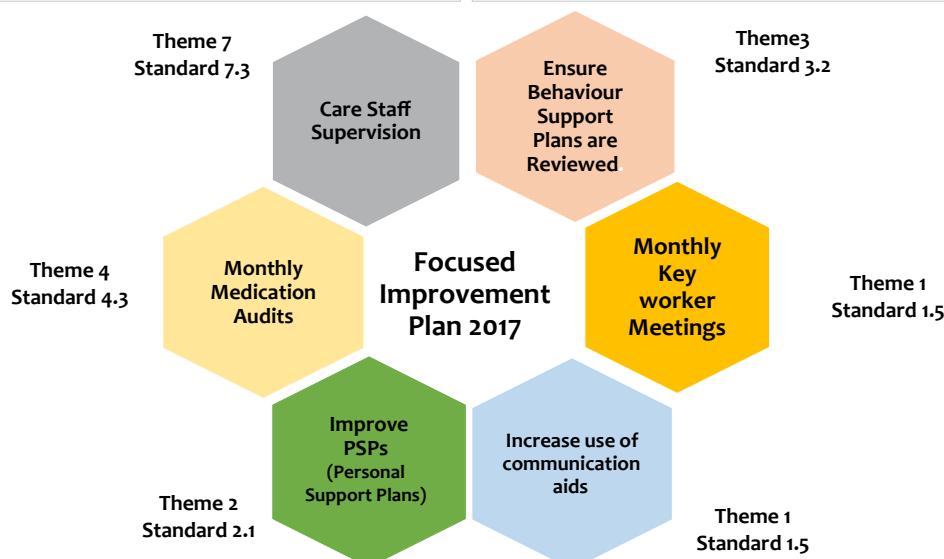 Theme 7
Standard 7.3
Care Staff
Supervision
Ensure
Behaviour
Support
Plans are
Reviewed.
Theme3
Standard 3.2
Theme 4
Standard 4.3
Monthly
Medication
Audits
Focused
Improvement
Plan 2017
Monthly
Key
worker
Meetings
Theme 1
Standard 1.5
Theme 2
Standard 2.1
Improve
PSPs
(Personal
Support Plans)
Increase use of
communication
aids
Theme 1
Standard 1.5